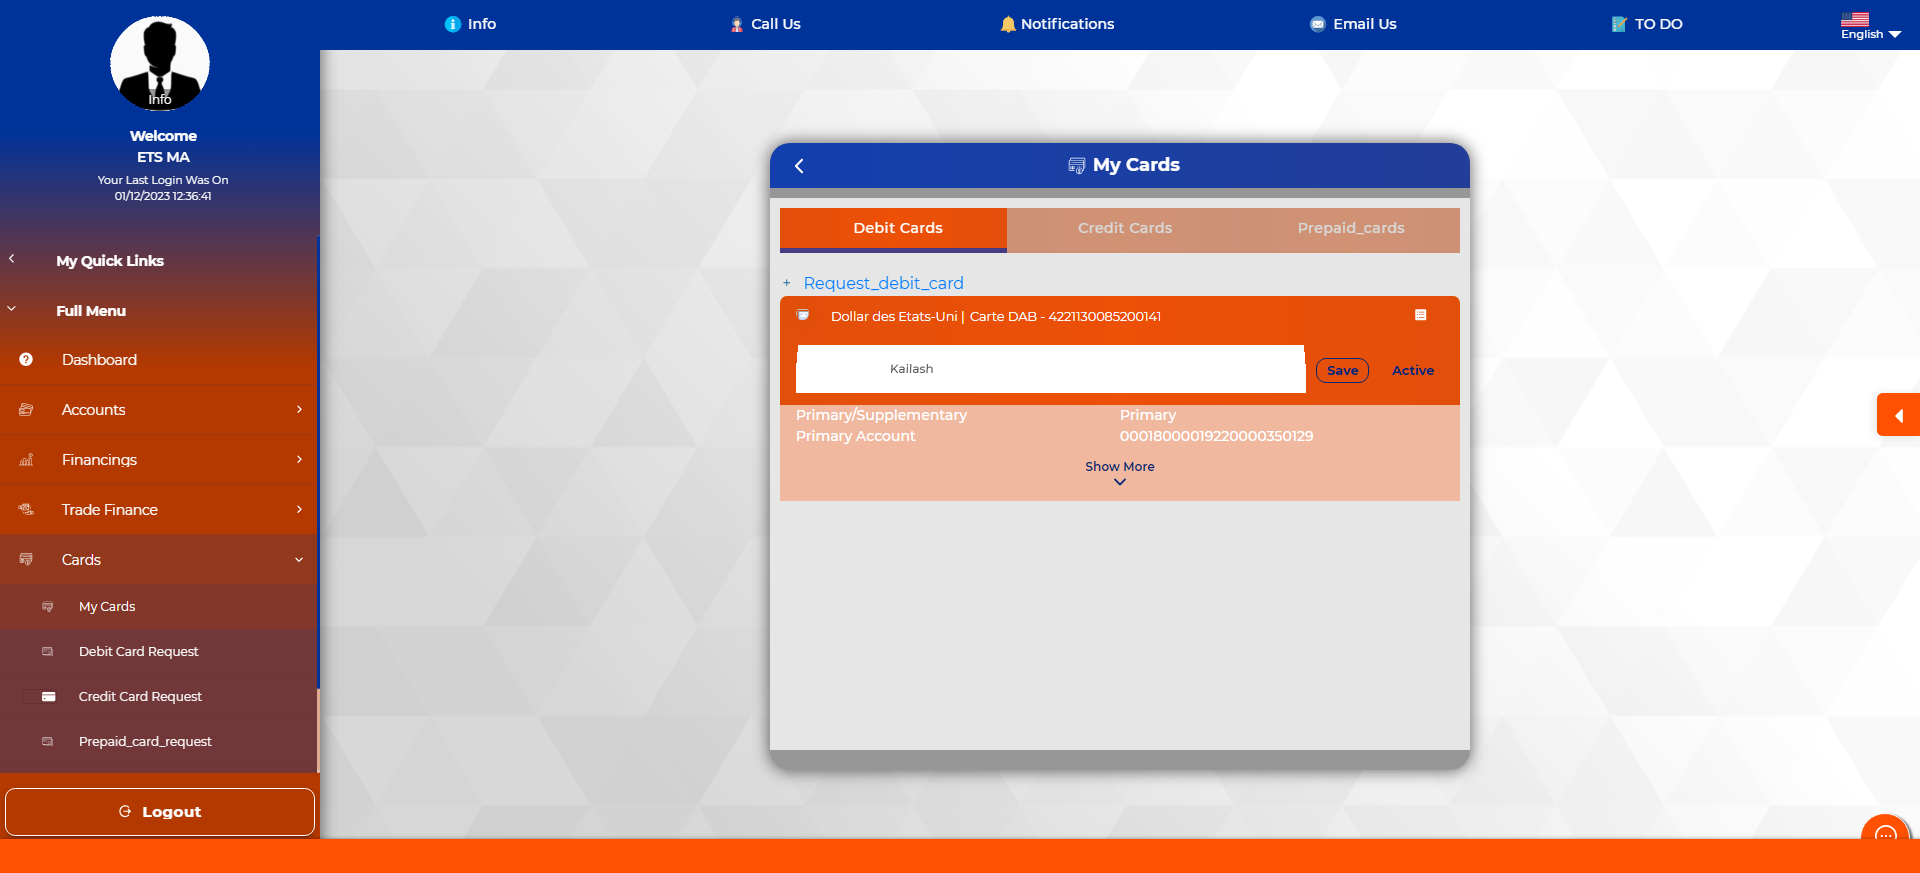 Info
Call Us
Notifications
Email Us
TO DO
English
Info
Welcome
ETS MA
Your Last Login Was On
01/12/2023 12:36:41
My Quick Links
Full Menu
Dashboard
Accounts
Financings
Trade Finance
Cards
My Cards
Debit Card Request
Credit Card Request
Prepaid_card_request
Logout
My Cards
Debit Cards
Credit Cards
Prepaid_cards
+ Request_debit_card
Dollar des Etats-Uni | Carte DAB - 4221130085200141
Kailash
Save
Active
Primary/Supplementary Primary
Primary Account 00018000019220000350129
Show More